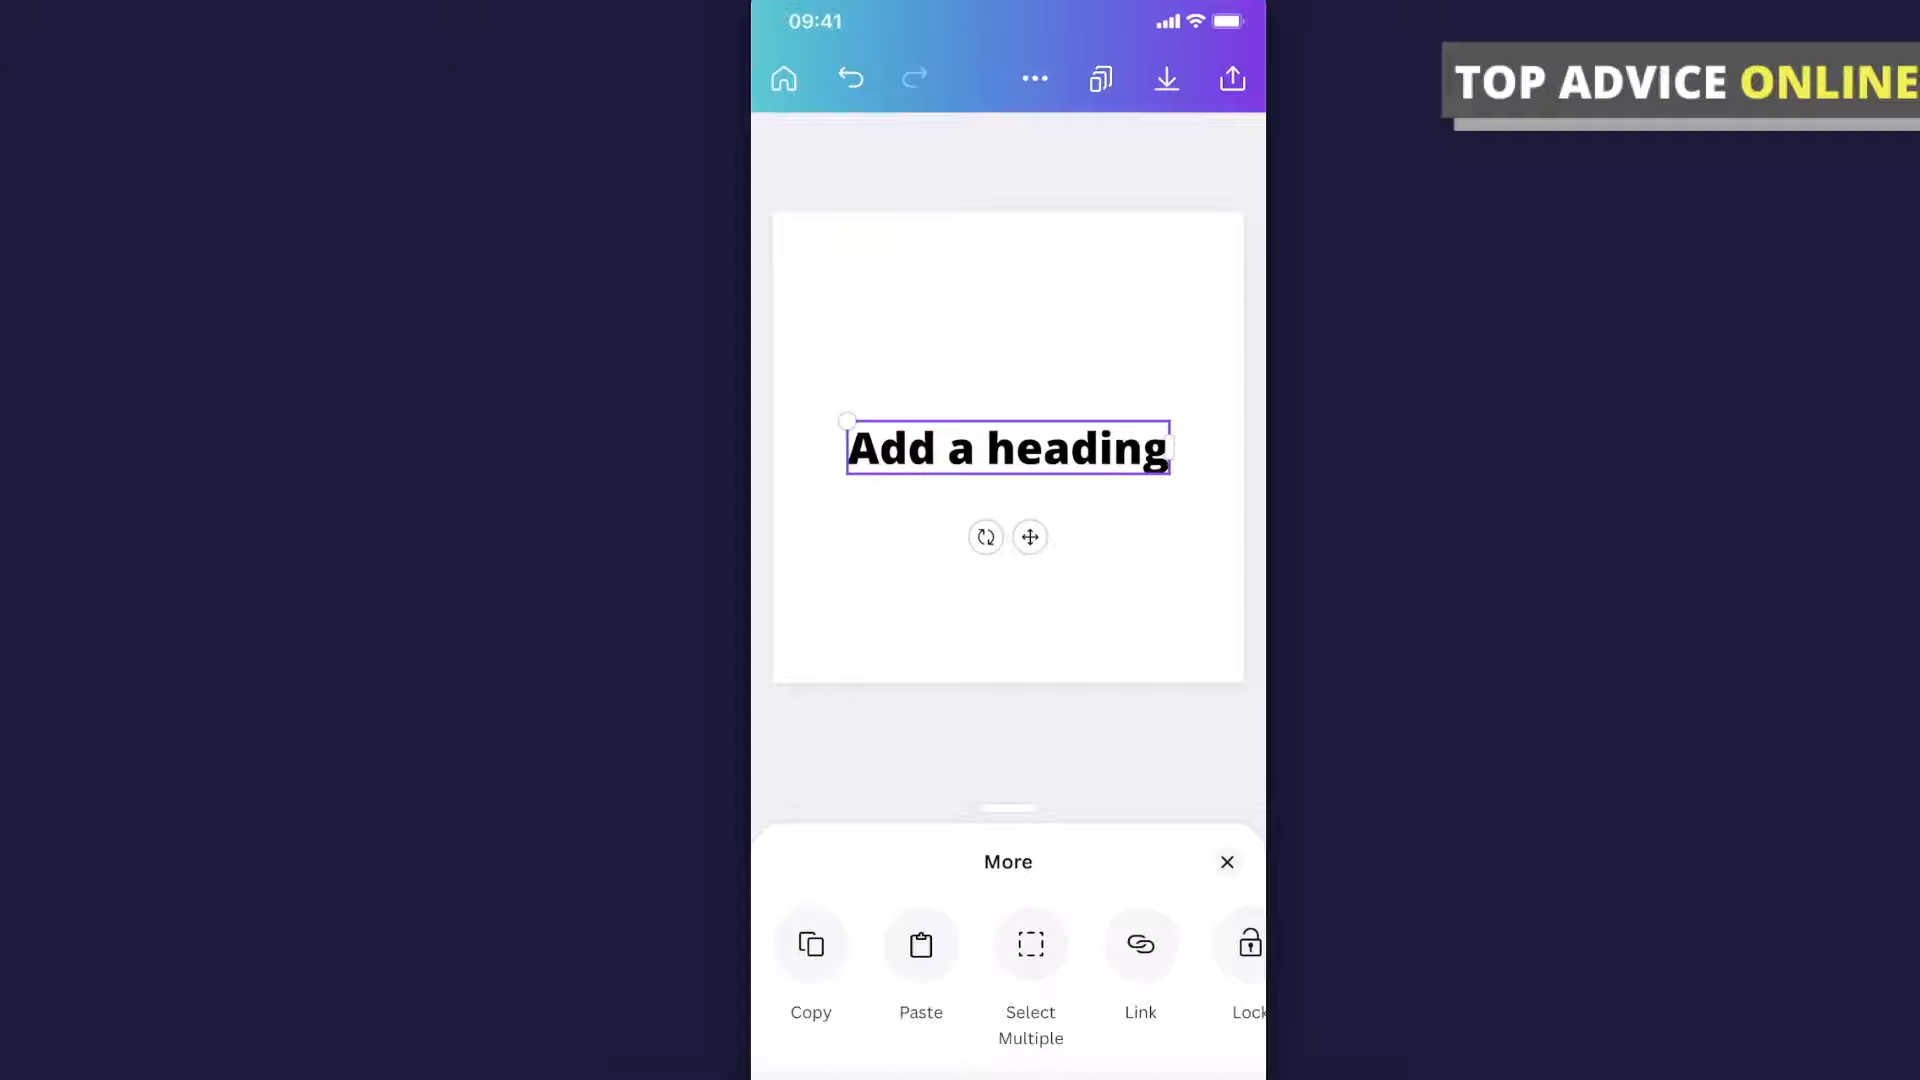 09:41
TOP ADVICE ONLINE
Add a heading
More
Copy
Paste
Select
Multiple
Link
Lock